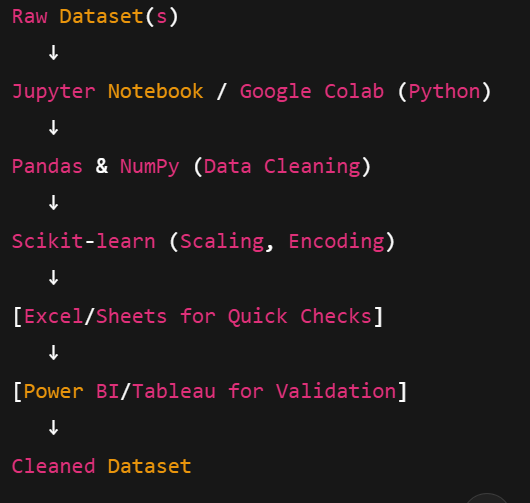 Raw Dataset(s)
↓
Jupyter Notebook / Google Colab (Python)
↓
Pandas & NumPy (Data Cleaning)
↓
Scikit-learn (Scaling, Encoding)
↓
[Excel/Sheets for Quick Checks]
↓
[Power BI/Tableau for Validation]
↓
Cleaned Dataset